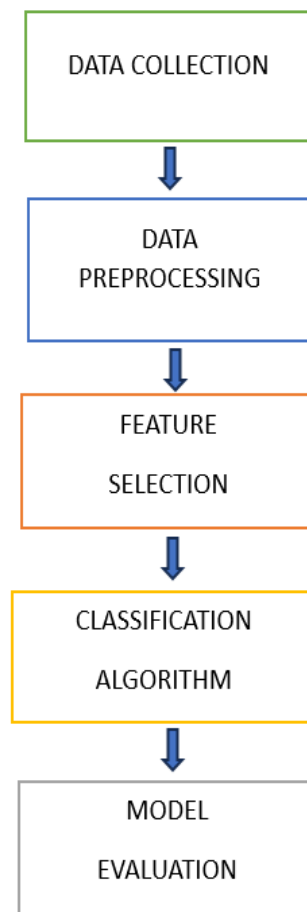 DATA COLLECTION
DATA
PREPROCESSING
FEATURE
SELECTION
CLASSIFICATION
ALGORITHM
MODEL
EVALUATION